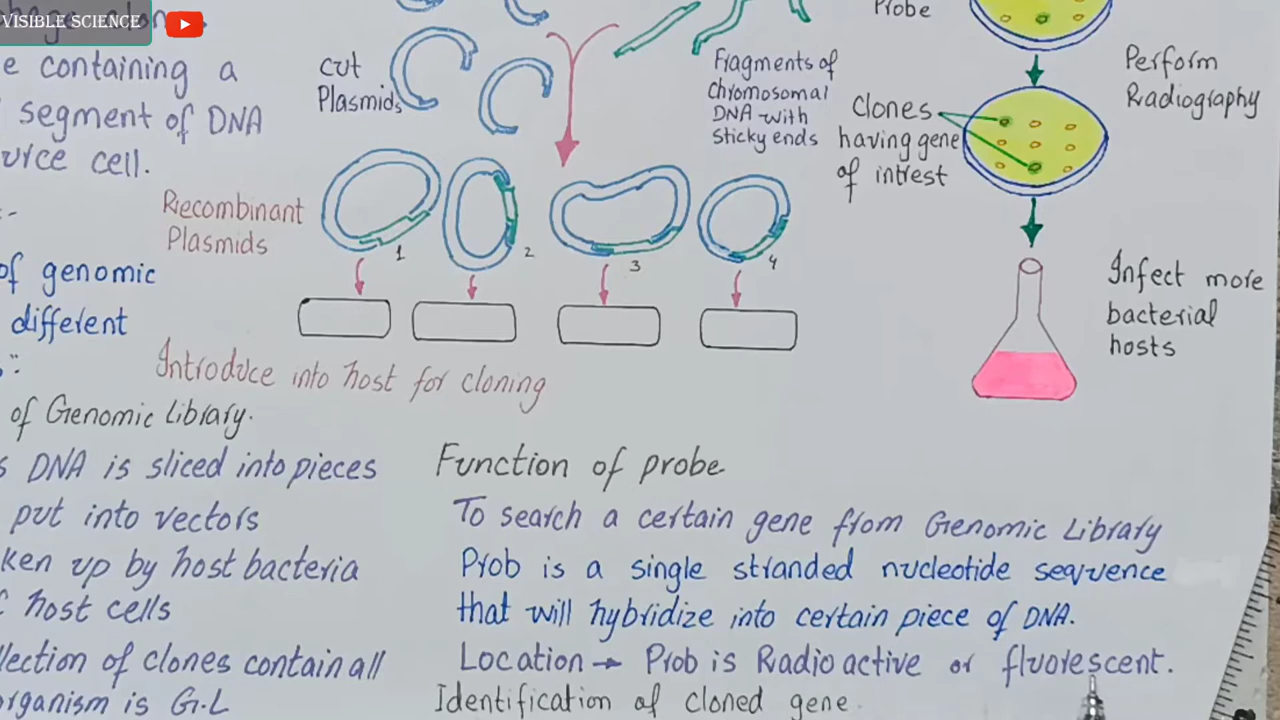 VISIBLE SCIENCE
e containing a
segment of DNA
urce cell.
of genomic
different
of Genomic Library.
s DNA is sliced into pieces
put into vectors
ken up by host bacteria
host cells
lection of clones contain all
organism is G.L
cut
Plasmids
Fragments of
chromosomal
DNA with
sticky ends
Recombinant
Plasmids
1
2
3
4
Introduce into host for cloning
Probe
Perform
Radiography
Clones
having gene
of intrest
Infect more
bacterial
hosts
Function of probe
To search a certain gene from Genomic Library
Prob is a single stranded nucleotide sequence
that will hybridize into certain piece of DNA.
Location → Prob is Radioactive or fluorescent.
Identification of cloned gene